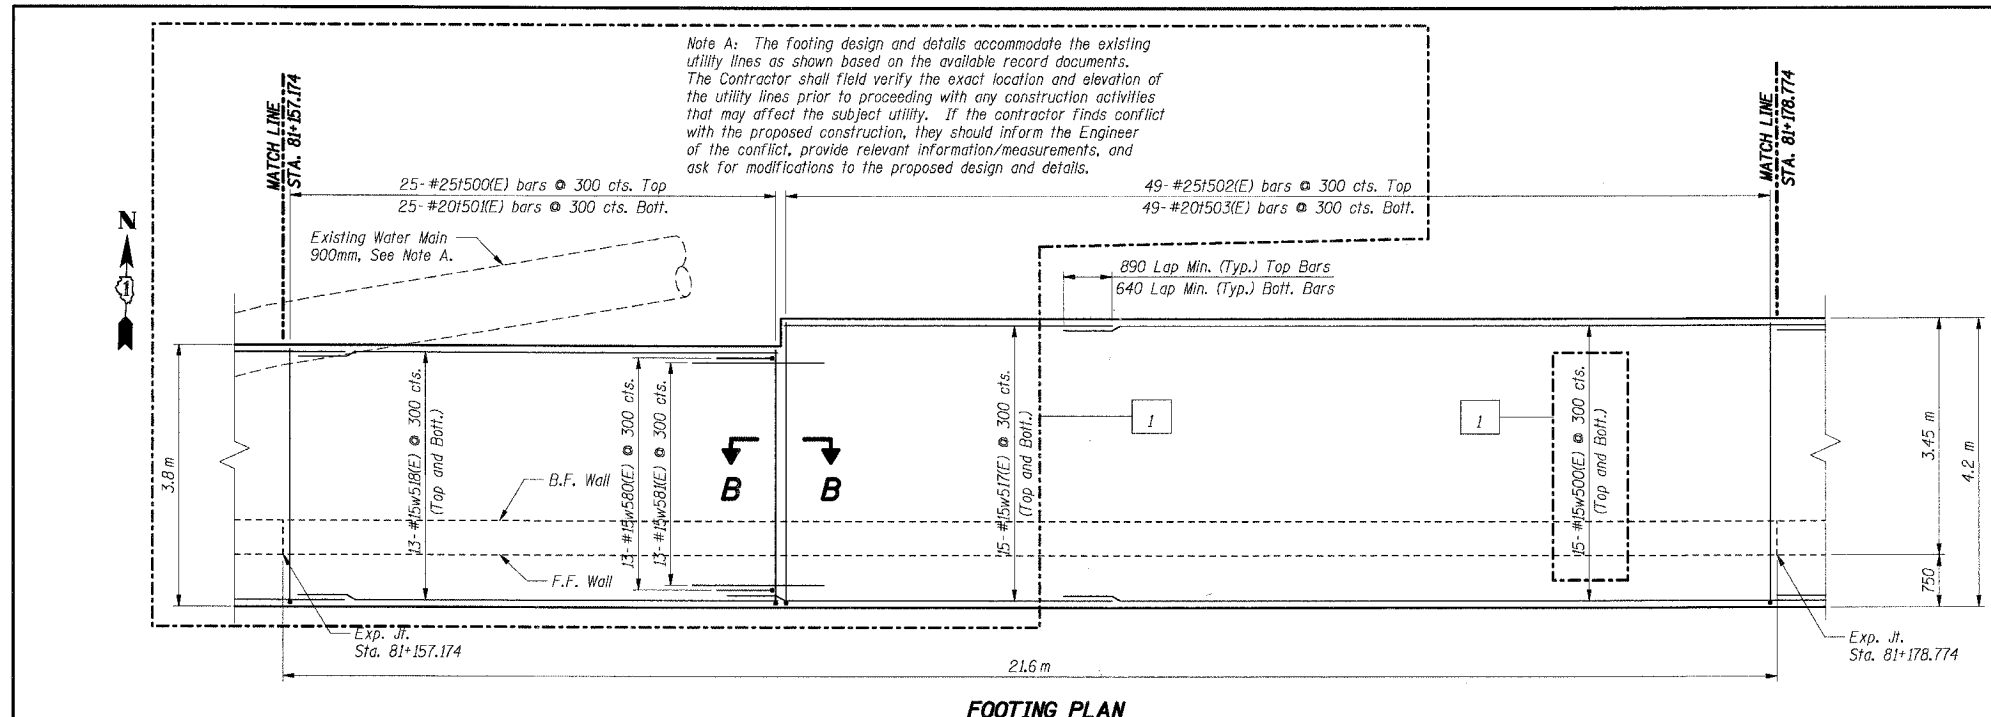 Note A: The footing design and details accommodate the existing
utility lines as shown based on the available record documents.
The Contractor shall field verify the exact location and elevation of
the utility lines prior to proceeding with any construction activities
that may affect the subject utility. If the contractor finds conflict
with the proposed construction, they should inform the Engineer
of the conflict, provide relevant information/measurements, and
ask for modifications to the proposed design and details.
MATCH LINE
STA. 81+157.174
MATCH LINE
STA. 81+178.774
25- #25t500(E) bars @ 300 cts. Top
25- #20t501(E) bars @ 300 cts. Bott.
49- #25t502(E) bars @ 300 cts. Top
49- #20t503(E) bars @ 300 cts. Bott.
N
1
Existing Water Main
900mm, See Note A.
890 Lap Min. (Typ.) Top Bars
640 Lap Min. (Typ.) Bott. Bars
3.8 m
13- #15w518(E) @ 300 cts.
(Top and Bott.)
13- #15w580(E) @ 300 cts.
13- #15w581(E) @ 300 cts.
B
B
15- #15w517(E) @ 300 cts.
(Top and Bott.)
1
1
15- #15w500(E) @ 300 cts.
(Top and Bott.)
3.45 m
4.2 m
750
B.F. Wall
F.F. Wall
Exp. Jt.
Sta. 81+157.174
Exp. Jt.
Sta. 81+178.774
21.6 m
FOOTING PLAN